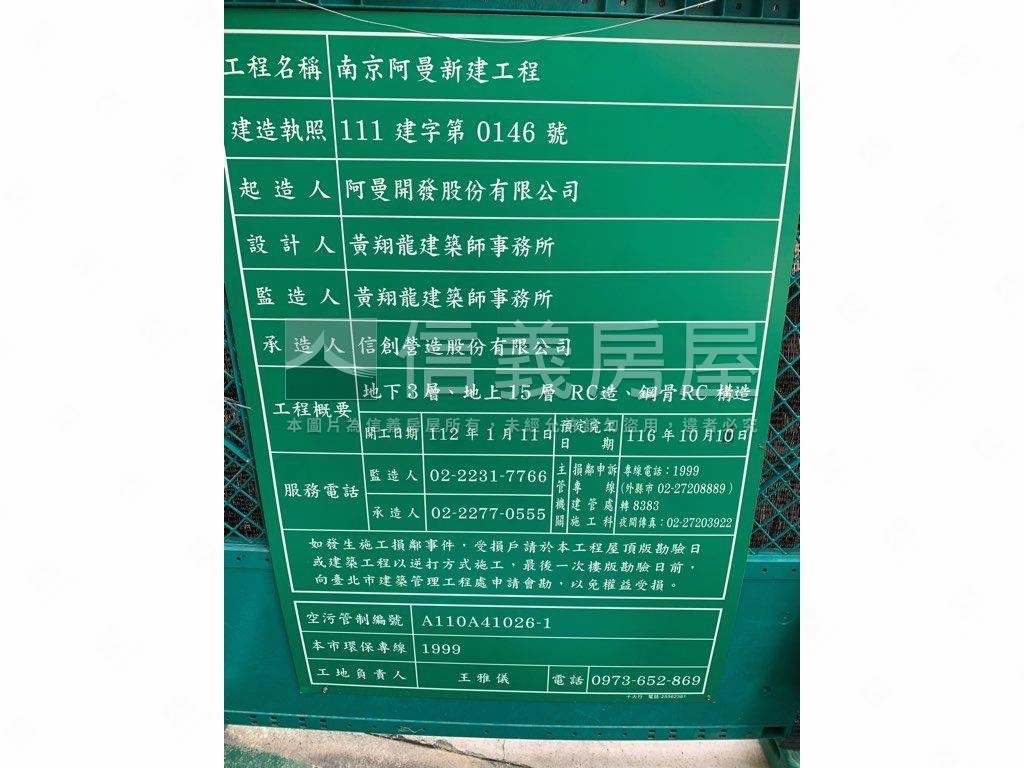 工程名稱 南京阿曼新建工程
建造執照 111 建字第 0146 號
起造人 阿曼開發股份有限公司
設計人 黃翔龍建築師事務所
監造人 黃翔龍建築師事務所
承造人 信創營造股份有限公司
信義房屋
工程概要 地下3層、地上15層 RC造、鋼骨RC構造
本圖片為信義房屋所有,未經允許請勿盜用,違者必究
開工日期 112 年 1 月 11 日 預定完工日期 116 年 10 月 10 日
服務電話 監造人 02-2231-7766
承造人 02-2277-0555
主管機關 損鄰申訴專線 專線電話:1999
(外縣市 02-27208889)
建管處施工科 轉 8383
夜間傳真:02-27203922
如發生施工損鄰事件,受損戶請於本工程屋頂版勘驗日
或建築工程以逆打方式施工,最後一次樓版勘驗日前,
向臺北市建築管理工程處申請會勘,以免權益受損。
空污管制編號 A110A41026-1
本市環保專線 1999
工地負責人 王雅儀 電話 0973-652-869
十大行 電話:25562381